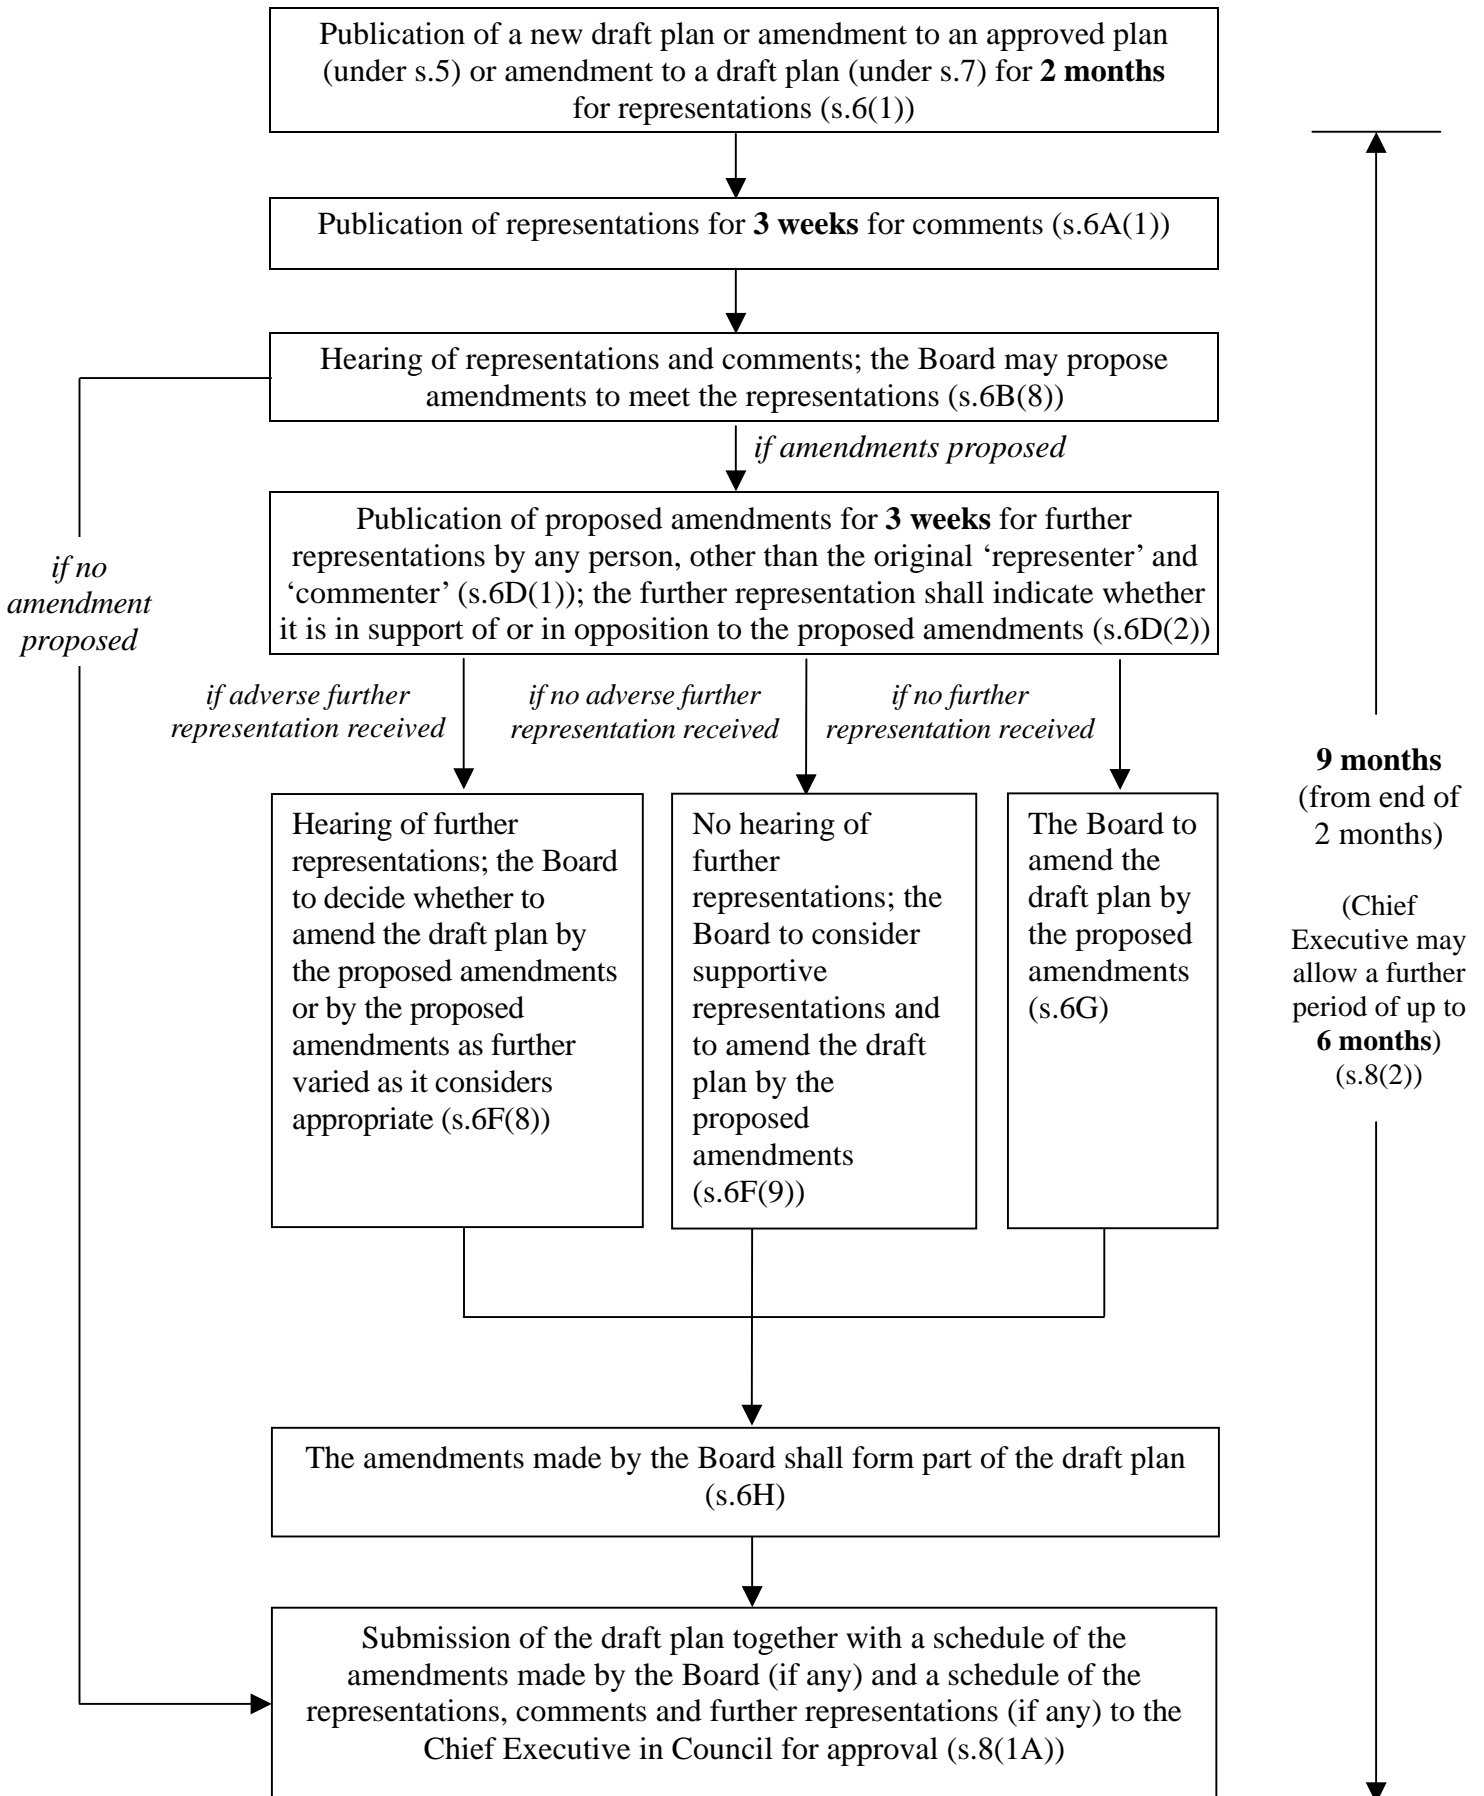 Publication of a new draft plan or amendment to an approved plan
(under s.5) or amendment to a draft plan (under s.7) for 2 months
for representations (s.6(1))
Publication of representations for 3 weeks for comments (s.6A(1))
Hearing of representations and comments; the Board may propose
amendments to meet the representations (s.6B(8))
if amendments proposed
if no
amendment
proposed
Publication of proposed amendments for 3 weeks for further
representations by any person, other than the original ‘representer’ and
‘commenter’ (s.6D(1)); the further representation shall indicate whether
it is in support of or in opposition to the proposed amendments (s.6D(2))
if adverse further
representation received
if no adverse further
representation received
if no further
representation received
Hearing of further
representations; the Board
to decide whether to
amend the draft plan by
the proposed amendments
or by the proposed
amendments as further
varied as it considers
appropriate (s.6F(8))
No hearing of
further
representations; the
Board to consider
supportive
representations and
to amend the draft
plan by the
proposed
amendments
(s.6F(9))
The Board to
amend the
draft plan by
the proposed
amendments
(s.6G)
9 months
(from end of
2 months)
(Chief
Executive may
allow a further
period of up to
6 months)
(s.8(2))
The amendments made by the Board shall form part of the draft plan
(s.6H)
Submission of the draft plan together with a schedule of the
amendments made by the Board (if any) and a schedule of the
representations, comments and further representations (if any) to the
Chief Executive in Council for approval (s.8(1A))